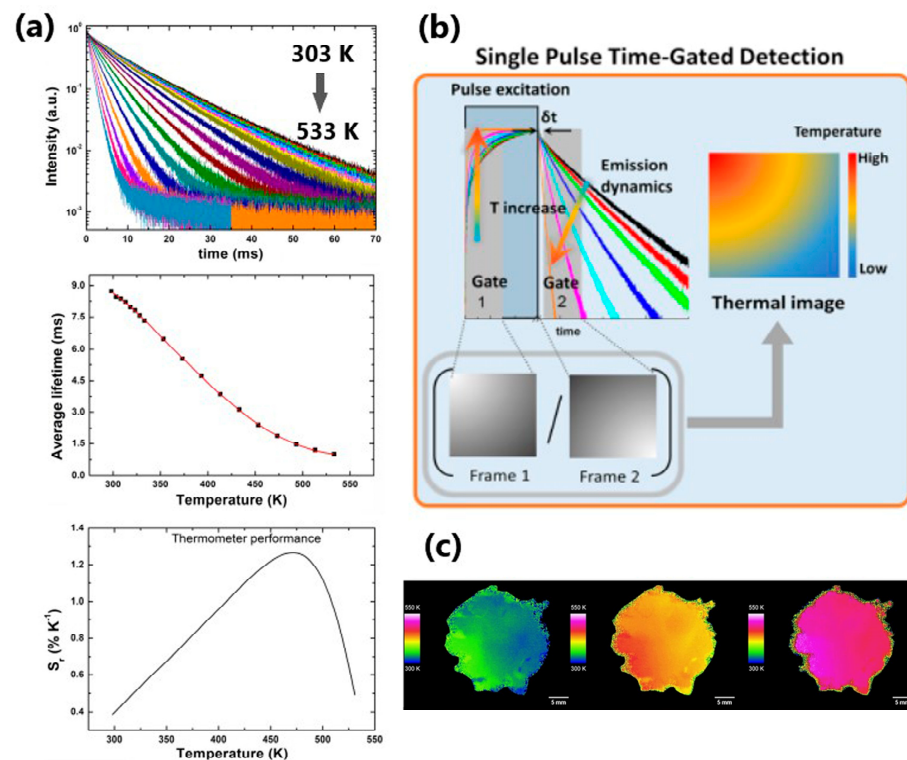 (a)
10⁰
10⁻¹
10⁻²
10⁻³
Intensity (a.u.)
303 K
533 K
0 10 20 30 40 50 60 70
time (ms)
9.0
7.5
6.0
4.5
3.0
1.5
0.0
Average lifetime (ms)
300 350 400 450 500 550
Temperature (K)
1.4
1.2
1.0
0.8
0.6
0.4
Sᵣ (% K⁻¹)
Thermometer performance
300 350 400 450 500 550
Temperature (K)
(b)
Single Pulse Time-Gated Detection
Pulse excitation
δt
Emission
dynamics
T increase
Gate
1
Gate
2
time
Temperature
High
Low
Thermal image
Frame 1
/
Frame 2
(c)
550 K
300 K
5 mm
550 K
300 K
5 mm
550 K
300 K
5 mm